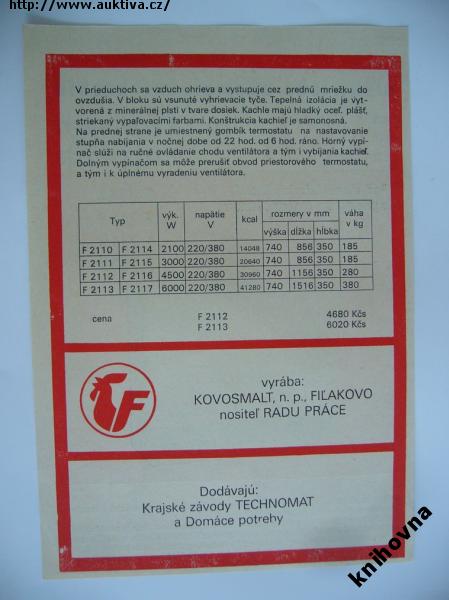 http://www.auktiva.cz/
V prieduchoch sa vzduch ohrieva a vystupuje cez prednú mriežku do
ovzdušia. V bloku sú vsunuté vyhrievacie tyče. Tepelná izolácia je vyt-
vorená z minerálnej plsti v tvare dosiek. Kachle majú hladký oceľ. plášť,
striekaný vypaľovacími farbami. Konštrukcia kachieľ je samonosná.
Na prednej strane je umiestnený gombík termostatu na nastavovanie
stupňa nabíjania v nočnej dobe od 22 hod. od 6 hod. ráno. Horný vypí-
nač slúži na ručné ovládanie chodu ventilátora a tým i vybíjania kachieľ.
Dolným vypínačom sa môže prerušiť obvod priestorového termostatu,
a tým i k úplnému vyradeniu ventilátora.
Typ výk. W napätie V kcal rozmery v mm váha v kg
výška dĺžka hĺbka
F 2110 F 2114 2100 220/380 14048 740 856 350 185
F 2111 F 2115 3000 220/380 20640 740 856 350 185
F 2112 F 2116 4500 220/380 30960 740 1156 350 280
F 2113 F 2117 6000 220/380 41280 740 1516 350 380
cena F 2112 4680 Kčs
F 2113 6020 Kčs
F
vyrába:
KOVOSMALT, n. p., FIĽAKOVO
nositeľ RADU PRÁCE
Dodávajú:
Krajské závody TECHNOMAT
a Domáce potreby
knihovna